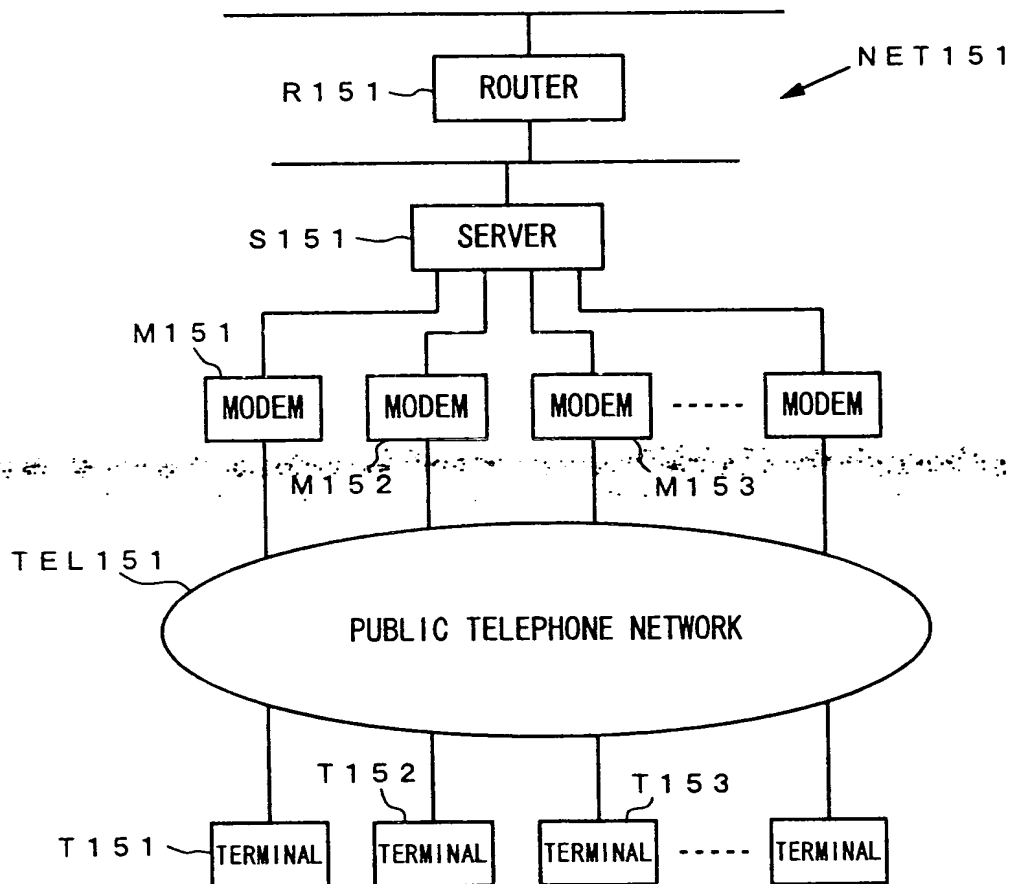 NET151
R151
ROUTER
S151
SERVER
M151
MODEM
MODEM
MODEM
MODEM
M152
M153
TEL151
PUBLIC TELEPHONE NETWORK
T152
T153
T151
TERMINAL
TERMINAL
TERMINAL
TERMINAL